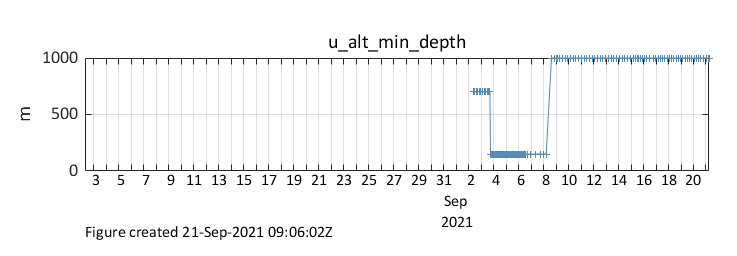 u_alt_min_depth
1000
500
0
m
3 5 7 9 11 13 15 17 19 21 23 25 27 29 31 2 4 6 8 10 12 14 16 18 20
Sep
2021
Figure created 21-Sep-2021 09:06:02Z